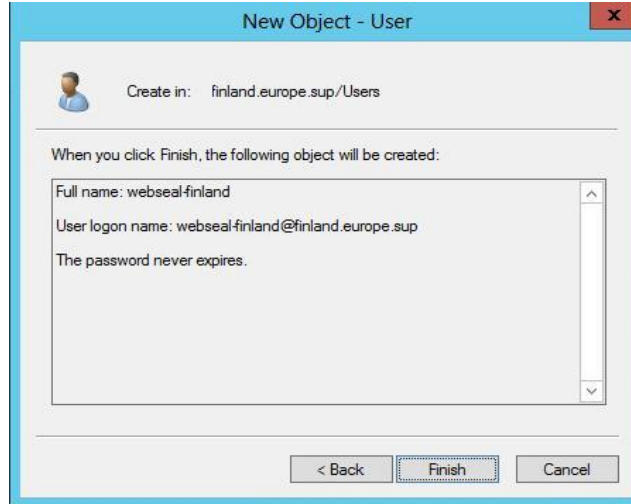 New Object - User
x
Create in: finland.europe.sup/Users
When you click Finish, the following object will be created:
Full name: webseal-finland
User logon name: webseal-finland@finland.europe.sup
The password never expires.
< Back
Finish
Cancel